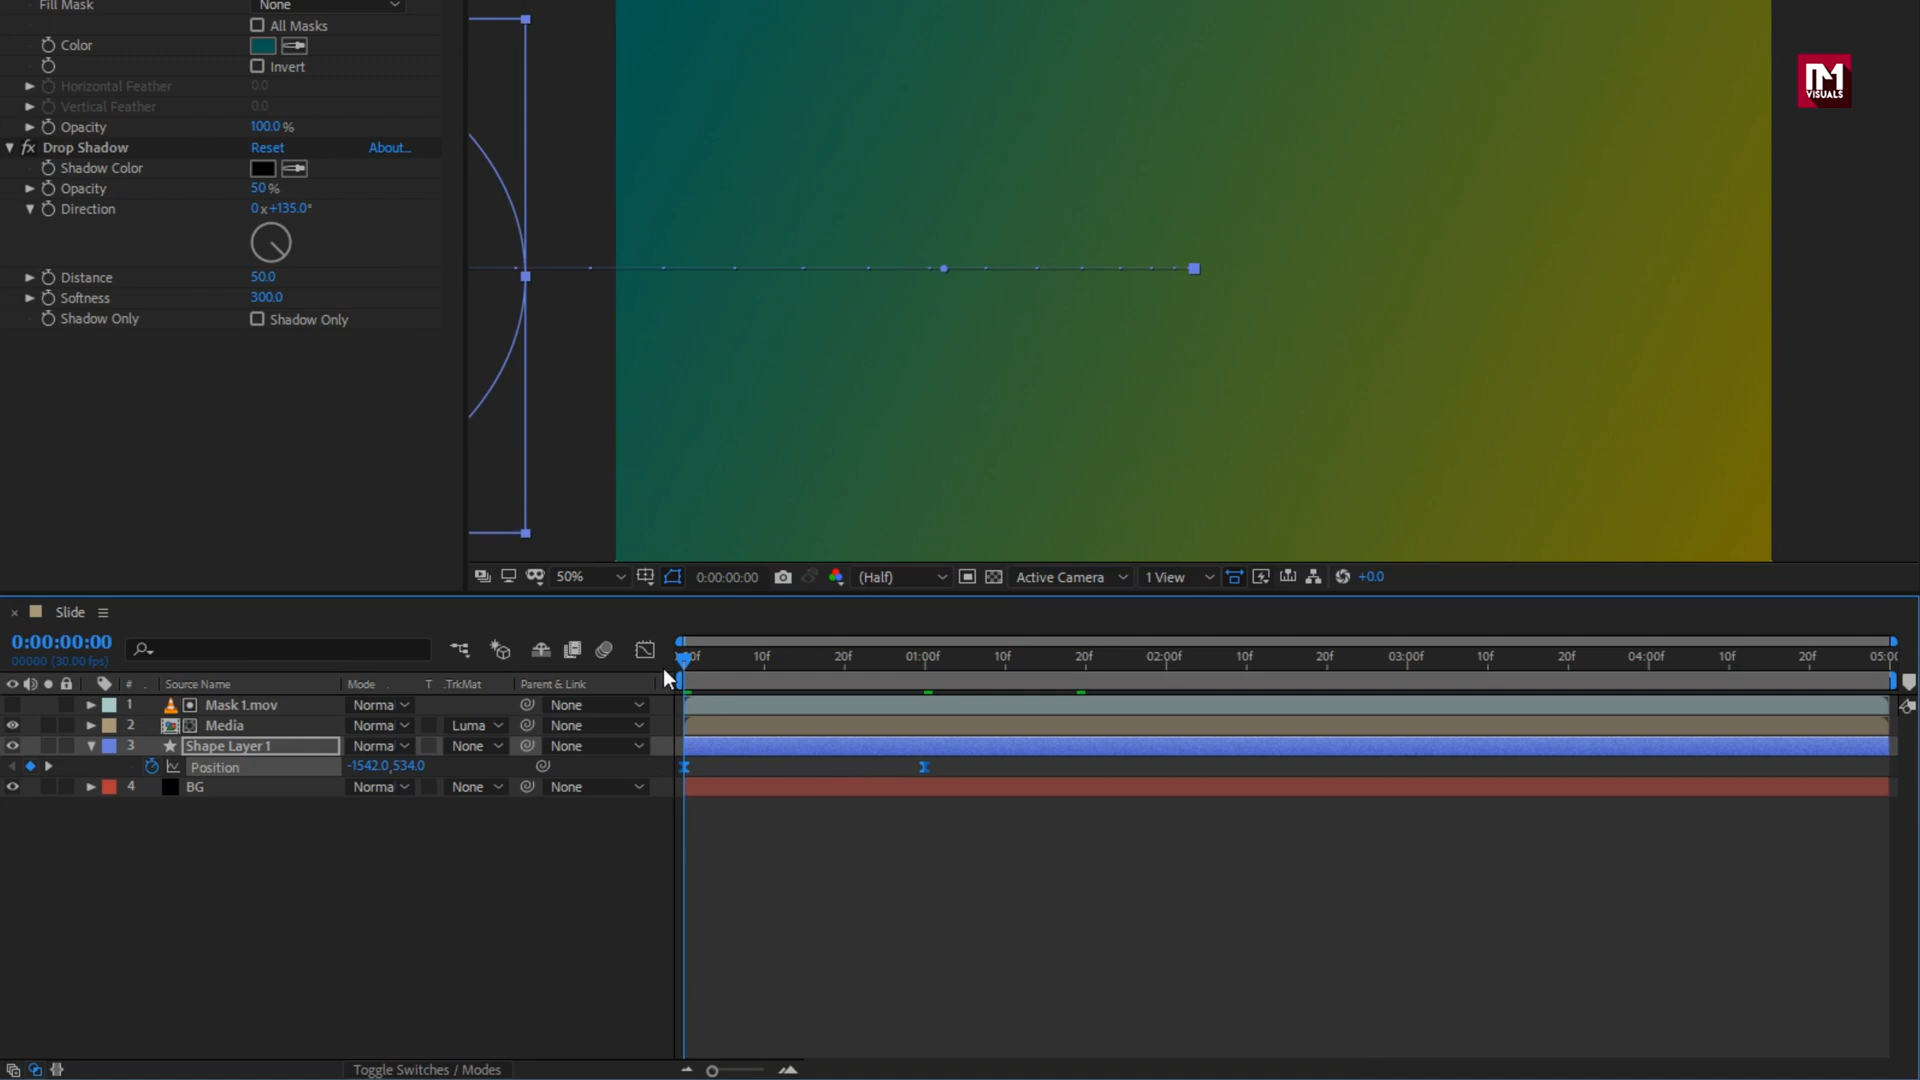 Fill Mask None
All Masks
Color
Invert
Horizontal Feather 0.0
Vertical Feather 0.0
Opacity 100.0 %
fx Drop Shadow Reset About...
Shadow Color
Opacity 50 %
Direction 0 x +135.0°
Distance 50.0
Softness 300.0
Shadow Only Shadow Only
M
VISUALS
50% 0:00:00:00 (Half) Active Camera 1 View +0.0
Slide
0:00:00:00
00000 (30.00 fps)
10f 20f 01:00f 10f 20f 02:00f 10f 20f 03:00f 10f 20f 04:00f 10f 20f
# Source Name Mode T .TrkMat Parent & Link
1 Mask 1.mov Norma None
2 Media Norma Luma None
3 Shape Layer 1 Norma None None
Position -1542.0,534.0
4 BG Norma None None
Toggle Switches / Modes